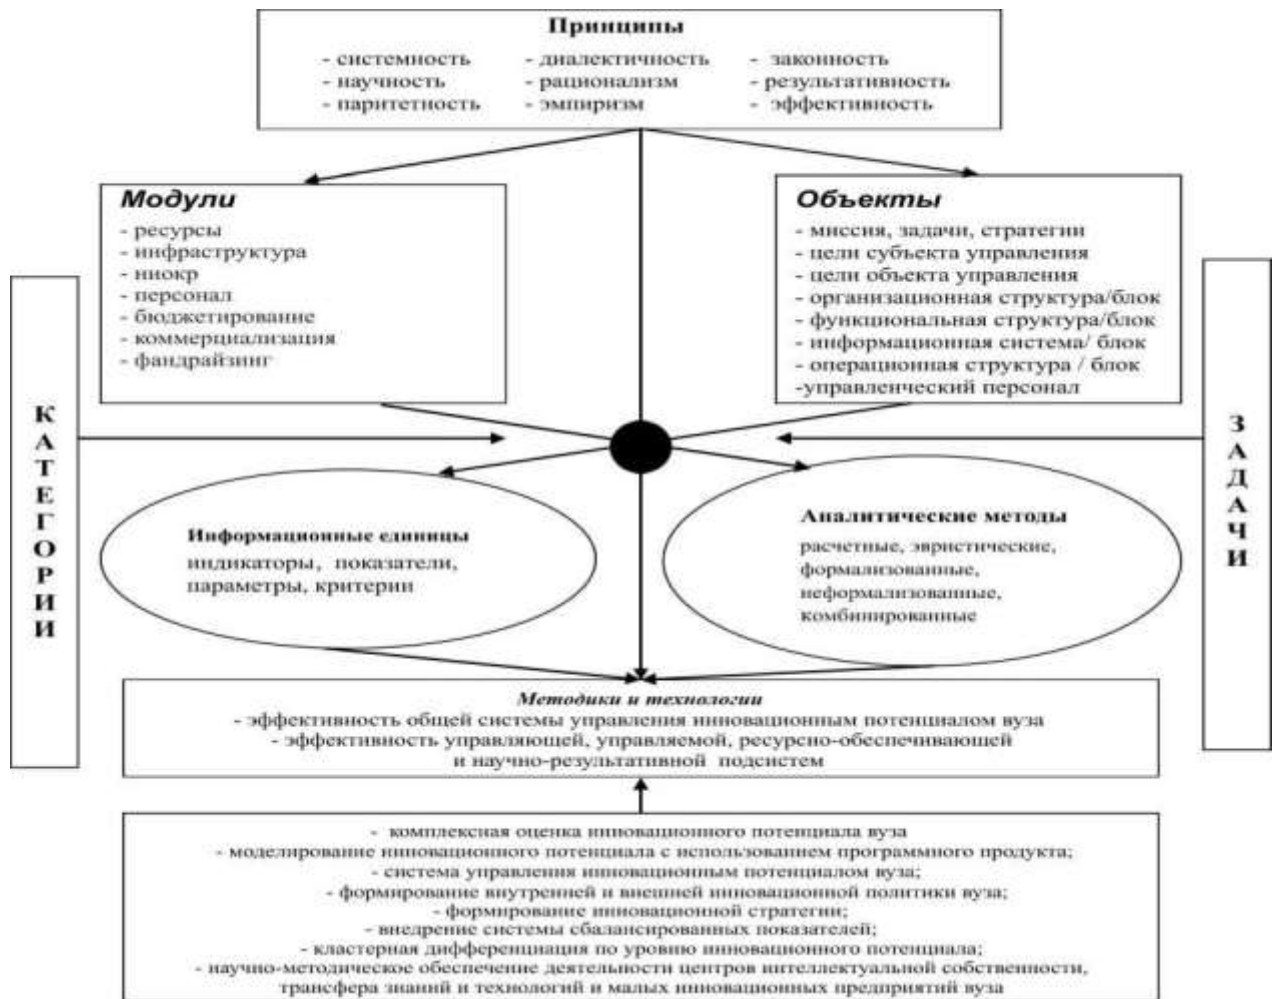 Принципы
- системность - диалектичность - законность
- научность - рационализм - результативность
- паритетность - эмпиризм - эффективность
Модули
- ресурсы
- инфраструктура
- ниокр
- персонал
- бюджетирование
- коммерциализация
- фандрайзинг
Объекты
- миссия, задачи, стратегии
- цели субъекта управления
- цели объекта управления
- организационная структура/блок
- функциональная структура/блок
- информационная система/ блок
- операционная структура / блок
-управленческий персонал
КАТЕГОРИИ
ЗАДАЧИ
Информационные единицы
индикаторы, показатели,
параметры, критерии
Аналитические методы
расчетные, эвристические,
формализованные,
неформализованные,
комбинированные
Методики и технологии
- эффективность общей системы управления инновационным потенциалом вуза
- эффективность управляющей, управляемой, ресурсно-обеспечивающей
и научно-результативной подсистем
- комплексная оценка инновационного потенциала вуза
- моделирование инновационного потенциала с использованием программного продукта;
- система управления инновационным потенциалом вуза;
- формирование внутренней и внешней инновационной политики вуза;
- формирование инновационной стратегии;
- внедрение системы сбалансированных показателей;
- кластерная дифференциация по уровню инновационного потенциала;
- научно-методическое обеспечение деятельности центров интеллектуальной собственности,
трансфера знаний и технологий и малых инновационных предприятий вуза